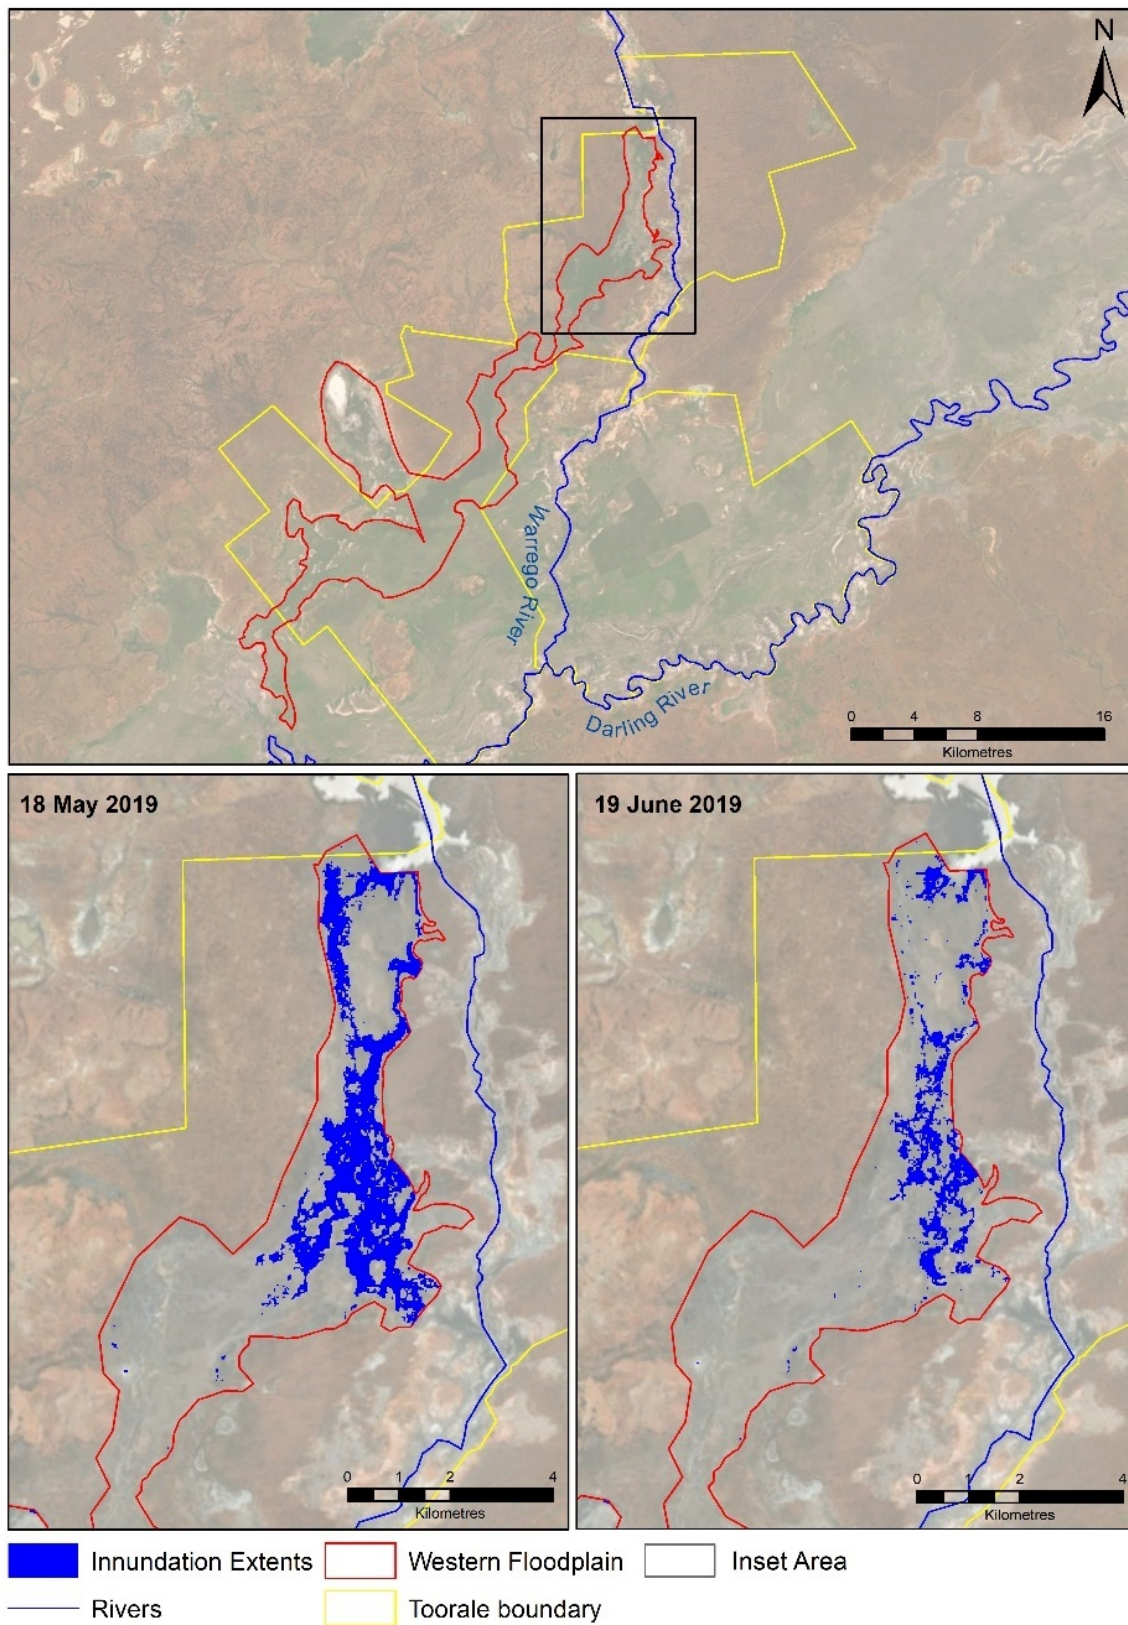 N
Warrego River
Darling River
0 4 8 16
Kilometres
18 May 2019
0 1 2 4
Kilometres
19 June 2019
0 1 2 4
Kilometres
Innundation Extents
Western Floodplain
Inset Area
Rivers
Toorale boundary